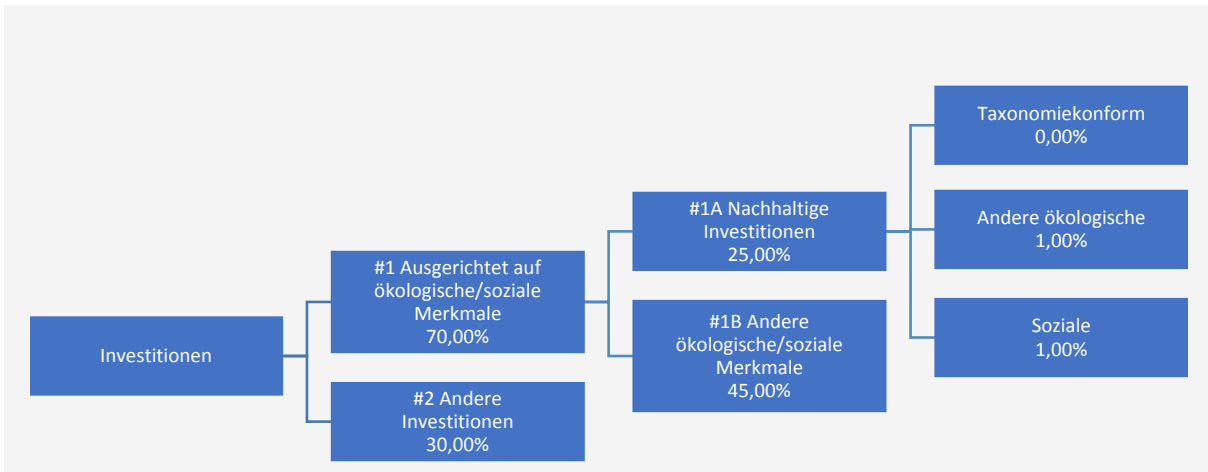 Investitionen
#1 Ausgerichtet auf
ökologische/soziale
Merkmale
70,00%
#2 Andere
Investitionen
30,00%
#1A Nachhaltige
Investitionen
25,00%
#1B Andere
ökologische/soziale
Merkmale
45,00%
Taxonomiekonform
0,00%
Andere ökologische
1,00%
Soziale
1,00%